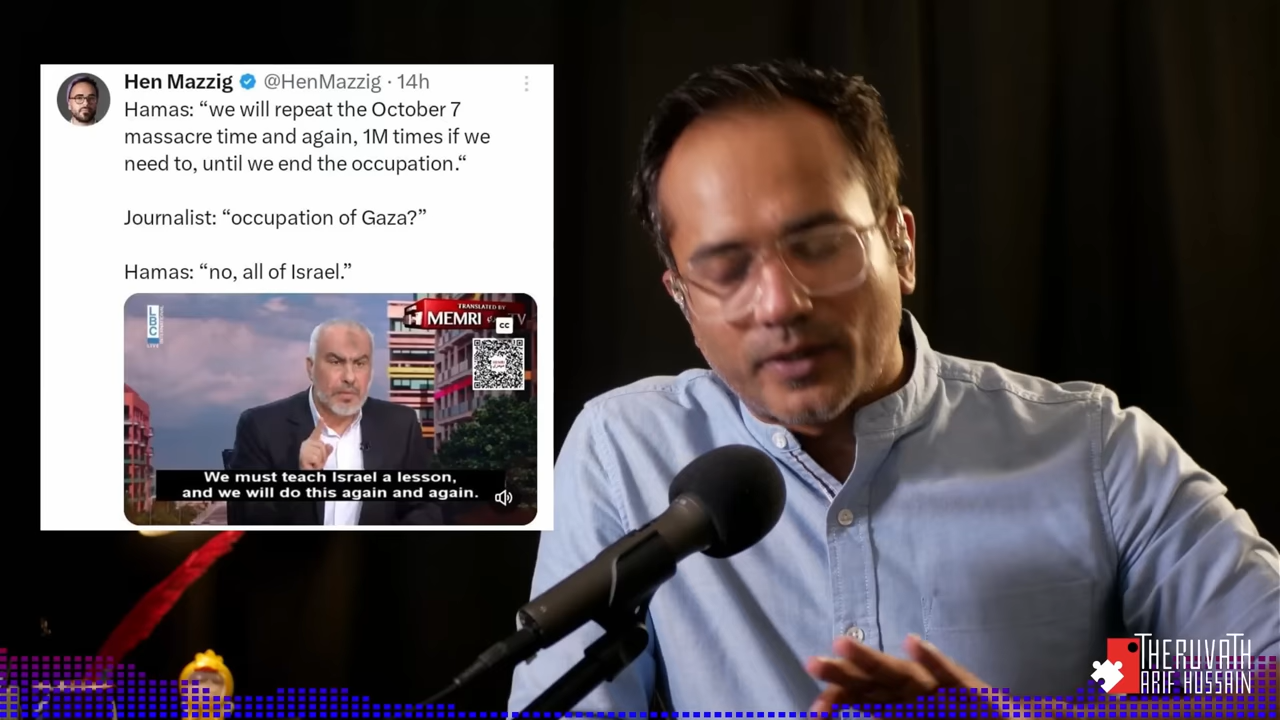 Hen Mazzig @HenMazzig · 14h
Hamas: “we will repeat the October 7
massacre time and again, 1M times if we
need to, until we end the occupation.“
Journalist: “occupation of Gaza?”
Hamas: “no, all of Israel.”
LBC
TRANSLATED BY
MEMRI TV
CC
We must teach Israel a lesson,
and we will do this again and again.
THERUVATH
ARIF HUSSAIN